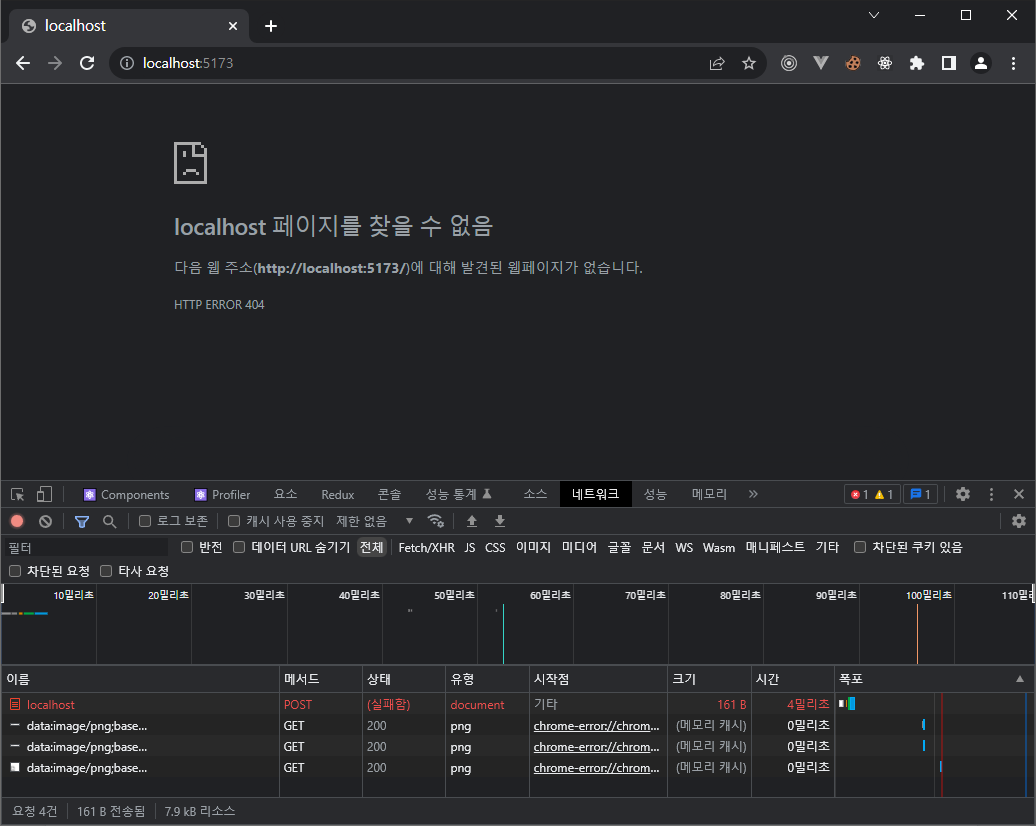 localhost
localhost:5173
localhost 페이지를 찾을 수 없음
다음 웹 주소(http://localhost:5173/)에 대해 발견된 웹페이지가 없습니다.
HTTP ERROR 404
Components Profiler 요소 Redux 콘솔 성능 통계 소스 네트워크 성능 메모리 » 1 1 1
로그 보존 캐시 사용 중지 제한 없음
필터 반전 데이터 URL 숨기기 전체 Fetch/XHR JS CSS 이미지 미디어 글꼴 문서 WS Wasm 매니페스트 기타 차단된 쿠키 있음
차단된 요청 타사 요청
10밀리초 20밀리초 30밀리초 40밀리초 50밀리초 60밀리초 70밀리초 80밀리초 90밀리초 100밀리초 110밀리
이름 메서드 상태 유형 시작점 크기 시간 폭포
localhost POST (실패함) document 기타 161 B 4밀리초
data:image/png;base... GET 200 png chrome-error://chrom... (메모리 캐시) 0밀리초
data:image/png;base... GET 200 png chrome-error://chrom... (메모리 캐시) 0밀리초
data:image/png;base... GET 200 png chrome-error://chrom... (메모리 캐시) 0밀리초
요청 4건 161 B 전송됨 7.9 kB 리소스